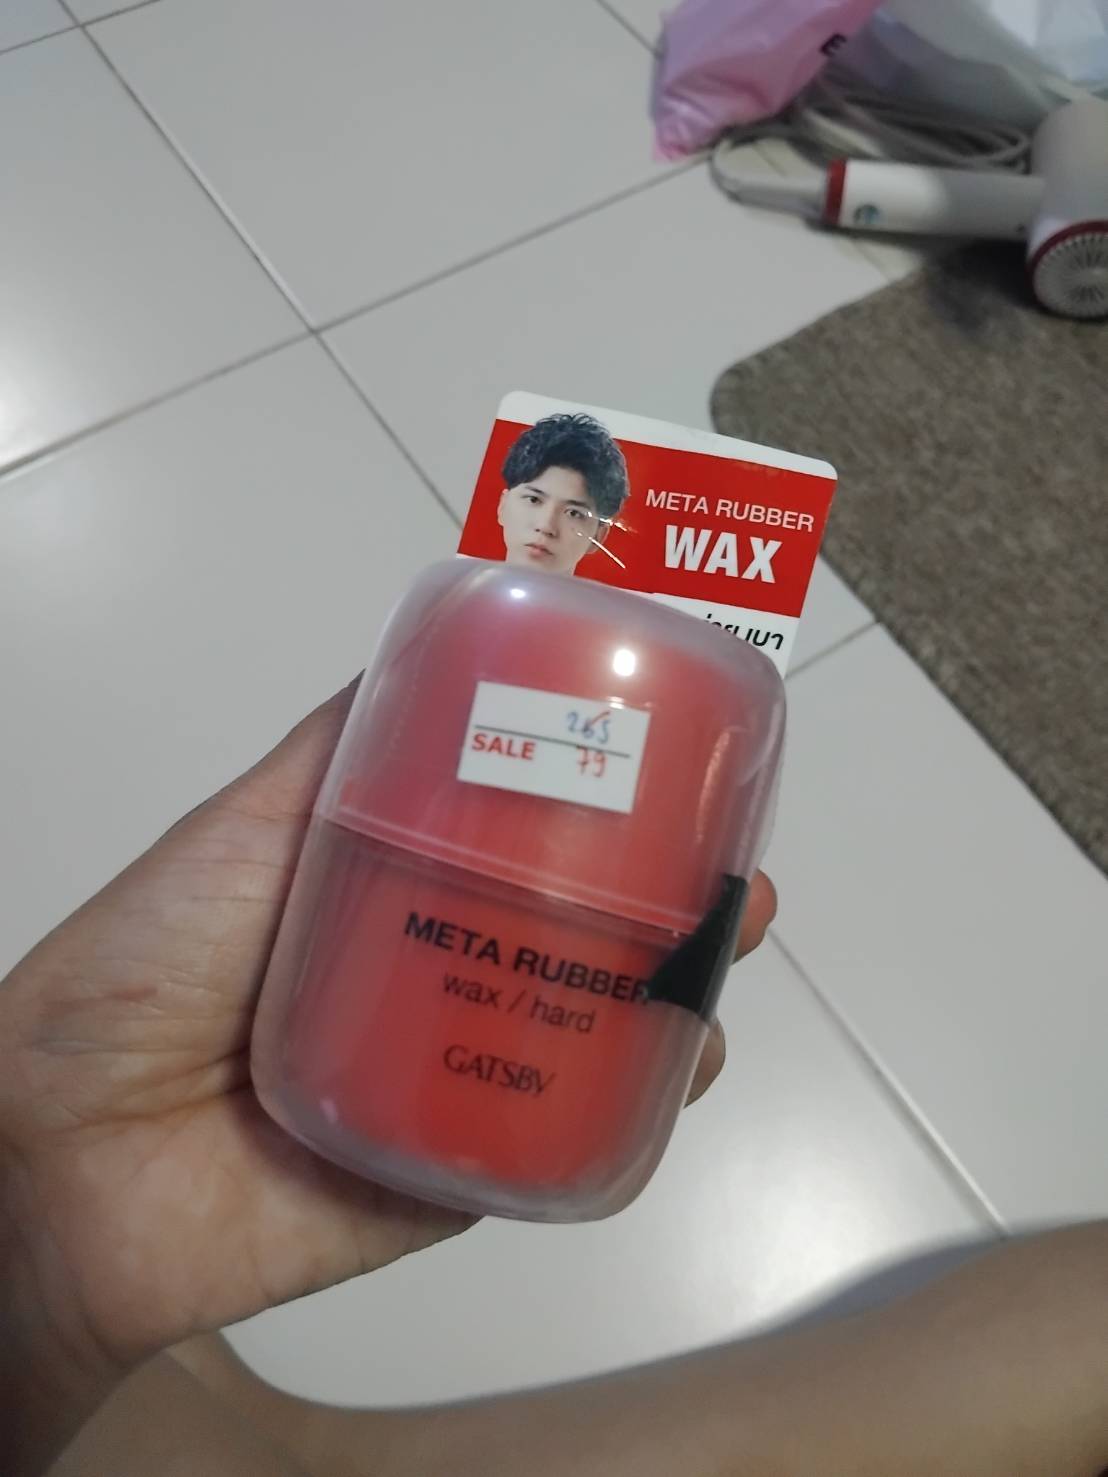 META RUBBER
WAX
265
SALE 79
META RUBBER
wax / hard
GATSBY